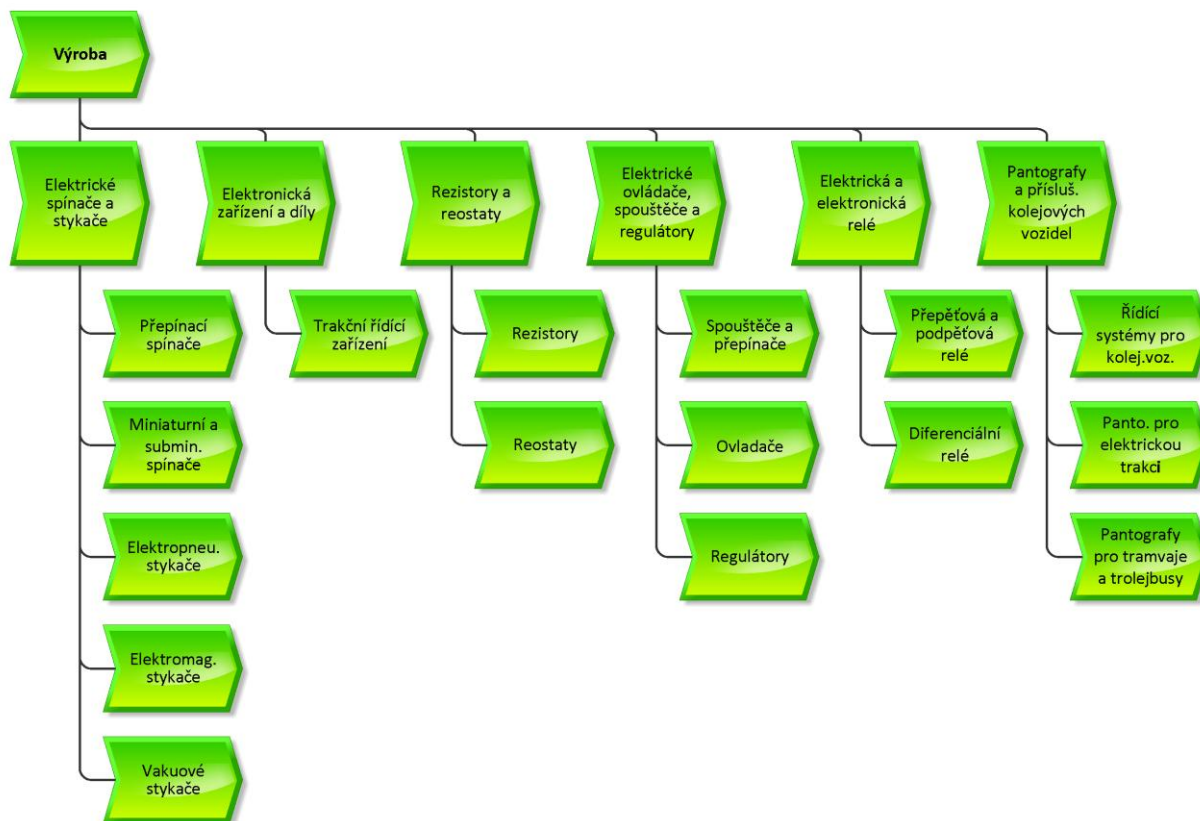 Výroba
Elektrické
spínače a
stykače
Elektronická
zařízení a díly
Rezistory a
reostaty
Elektrické
ovládače,
spouštěče a
regulátory
Elektrická a
elektronická
relé
Pantografy
a přísluš.
kolejových
vozidel
Přepínací
spínače
Trakční řídící
zařízení
Rezistory
Spouštěče a
přepínače
Přepěťová a
podpěťová
relé
Řídící
systémy pro
kolej.voz.
Miniaturní a
submin.
spínače
Reostaty
Ovladače
Diferenciální
relé
Panto. pro
elektrickou
trakci
Elektropneu.
stykače
Regulátory
Pantografy
pro tramvaje
a trolejbusy
Elektromag.
stykače
Vakuové
stykače